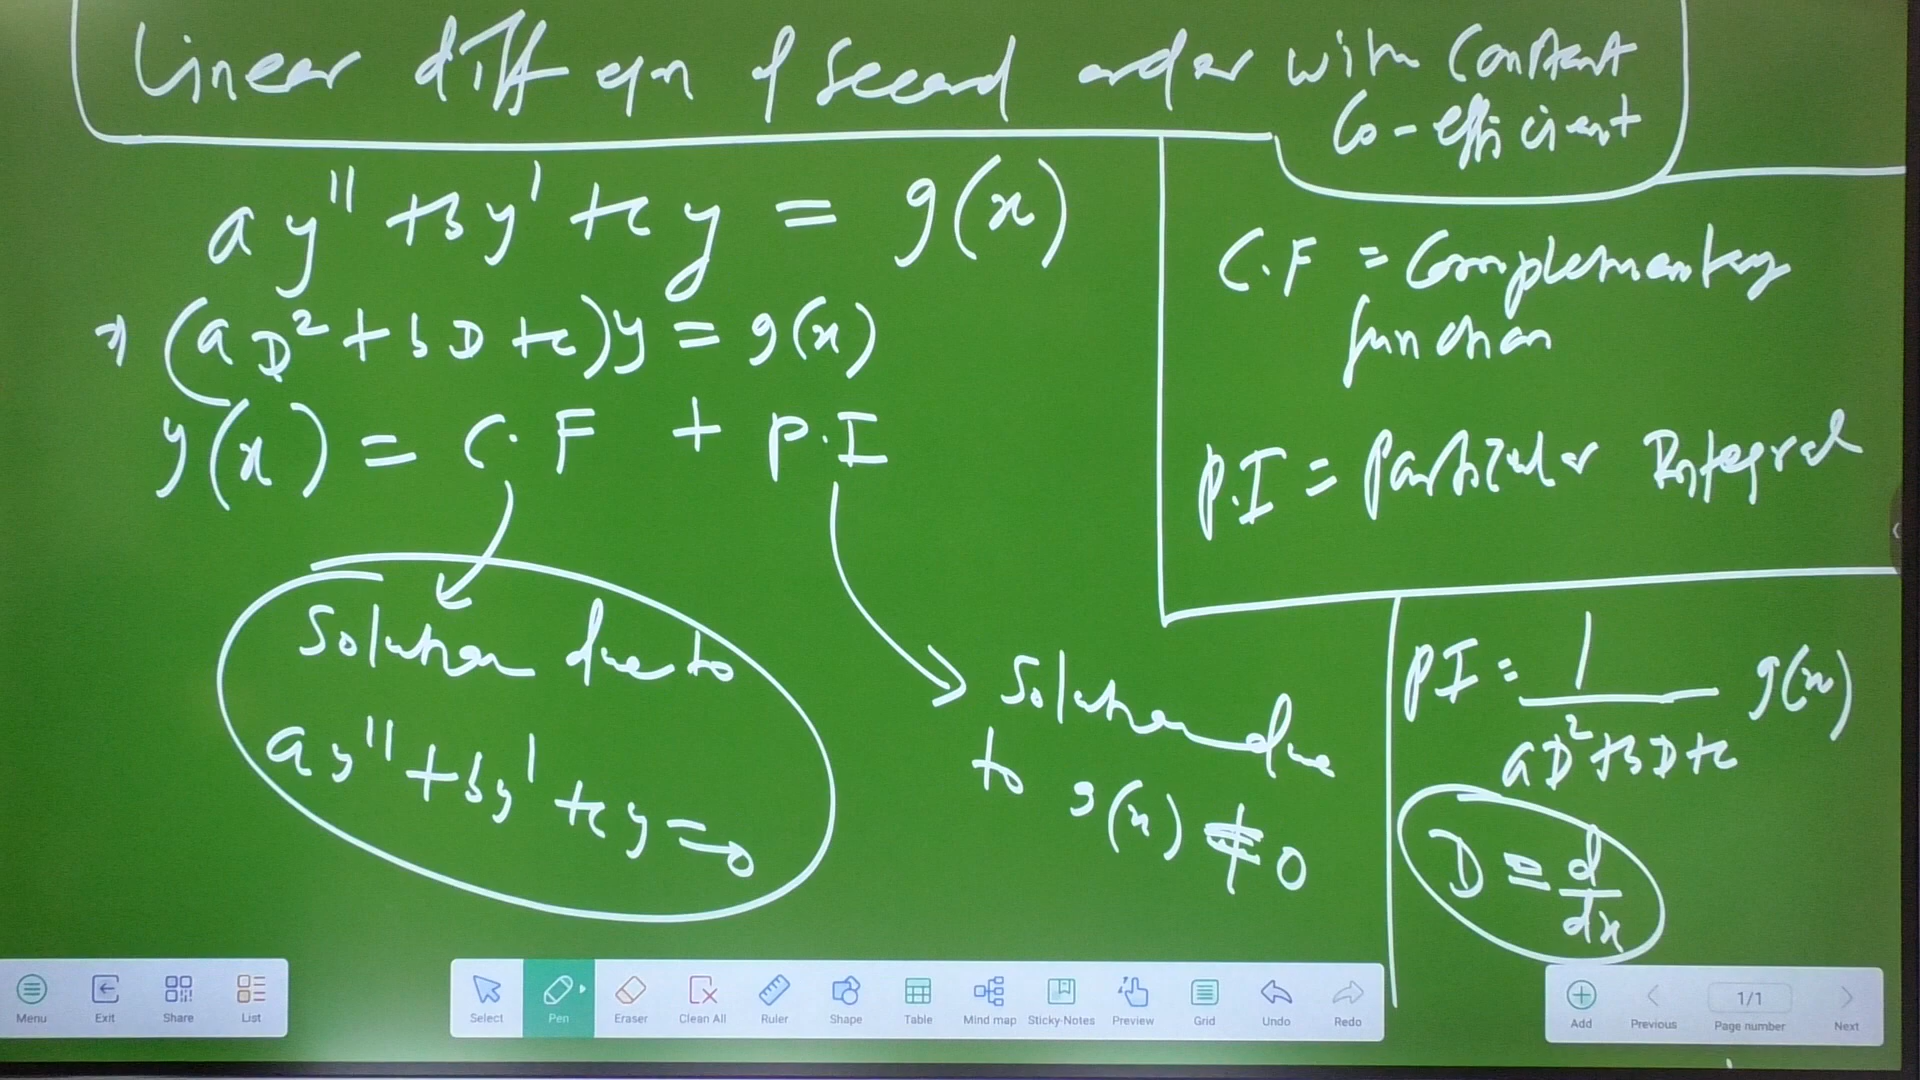 Linear diff eqn of Second order with Constant
Co-efficient
ay'' + by' + cy = g(x)
⇒ (aD² + bD + c)y = g(x)
y(x) = C.F + P.I
Solution due to
ay'' + by' + cy = 0
Solution due
to g(x) ≠ 0
C.F = Complementary
function
P.I = Particular Integral
PI = 1/(aD² + bD + c) g(x)
D ≡ d/dx
Menu
Exit
Share
List
Select
Pen
Eraser
Clean All
Ruler
Shape
Table
Mind map
Sticky-Notes
Preview
Grid
Undo
Redo
Add
Previous
1/1
Page number
Next